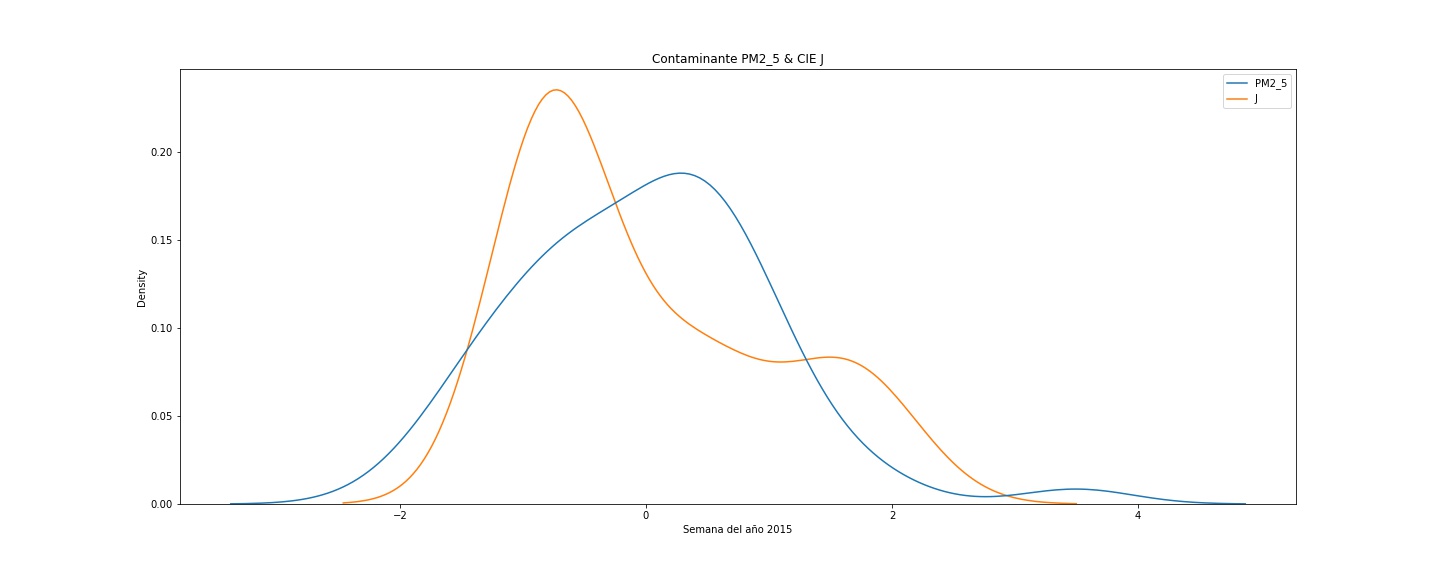 Contaminante PM2_5 & CIE J
PM2_5
J
0.20
0.15
0.10
0.05
0.00
Density
−2
0
2
4
Semana del año 2015